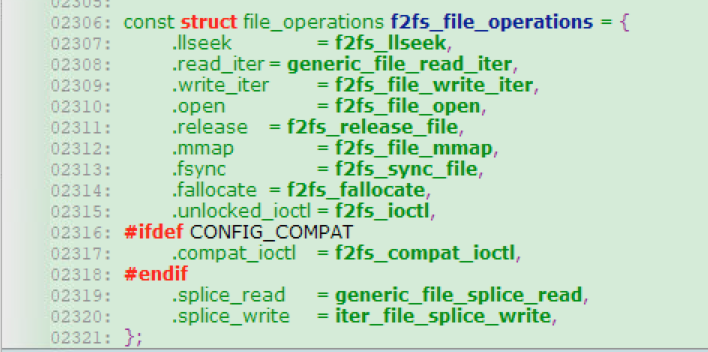 02305:
02306: const struct file_operations f2fs_file_operations = {
02307: .llseek = f2fs_llseek,
02308: .read_iter = generic_file_read_iter,
02309: .write_iter = f2fs_file_write_iter,
02310: .open = f2fs_file_open,
02311: .release = f2fs_release_file,
02312: .mmap = f2fs_file_mmap,
02313: .fsync = f2fs_sync_file,
02314: .fallocate = f2fs_fallocate,
02315: .unlocked_ioctl = f2fs_ioctl,
02316: #ifdef CONFIG_COMPAT
02317: .compat_ioctl = f2fs_compat_ioctl,
02318: #endif
02319: .splice_read = generic_file_splice_read,
02320: .splice_write = iter_file_splice_write,
02321: };